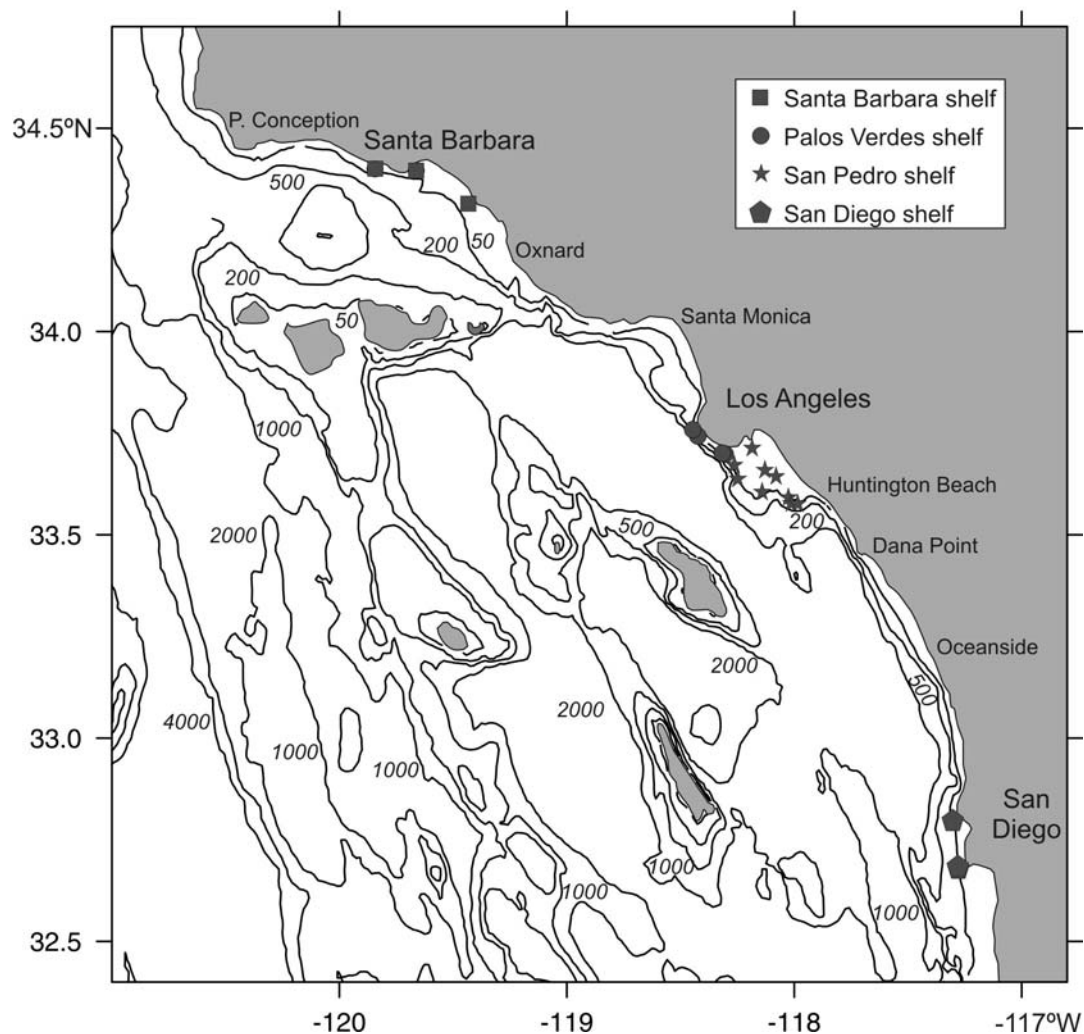 Santa Barbara shelf
Palos Verdes shelf
San Pedro shelf
San Diego shelf
34.5ºN
P. Conception
Santa Barbara
500
200
50
Oxnard
200
50
34.0
Santa Monica
1000
Los Angeles
Huntington Beach
200
2000
500
33.5
Dana Point
Oceanside
2000
500
4000
2000
33.0
1000
1000
San
Diego
1000
1000
1000
32.5
-120
-119
-118
-117ºW